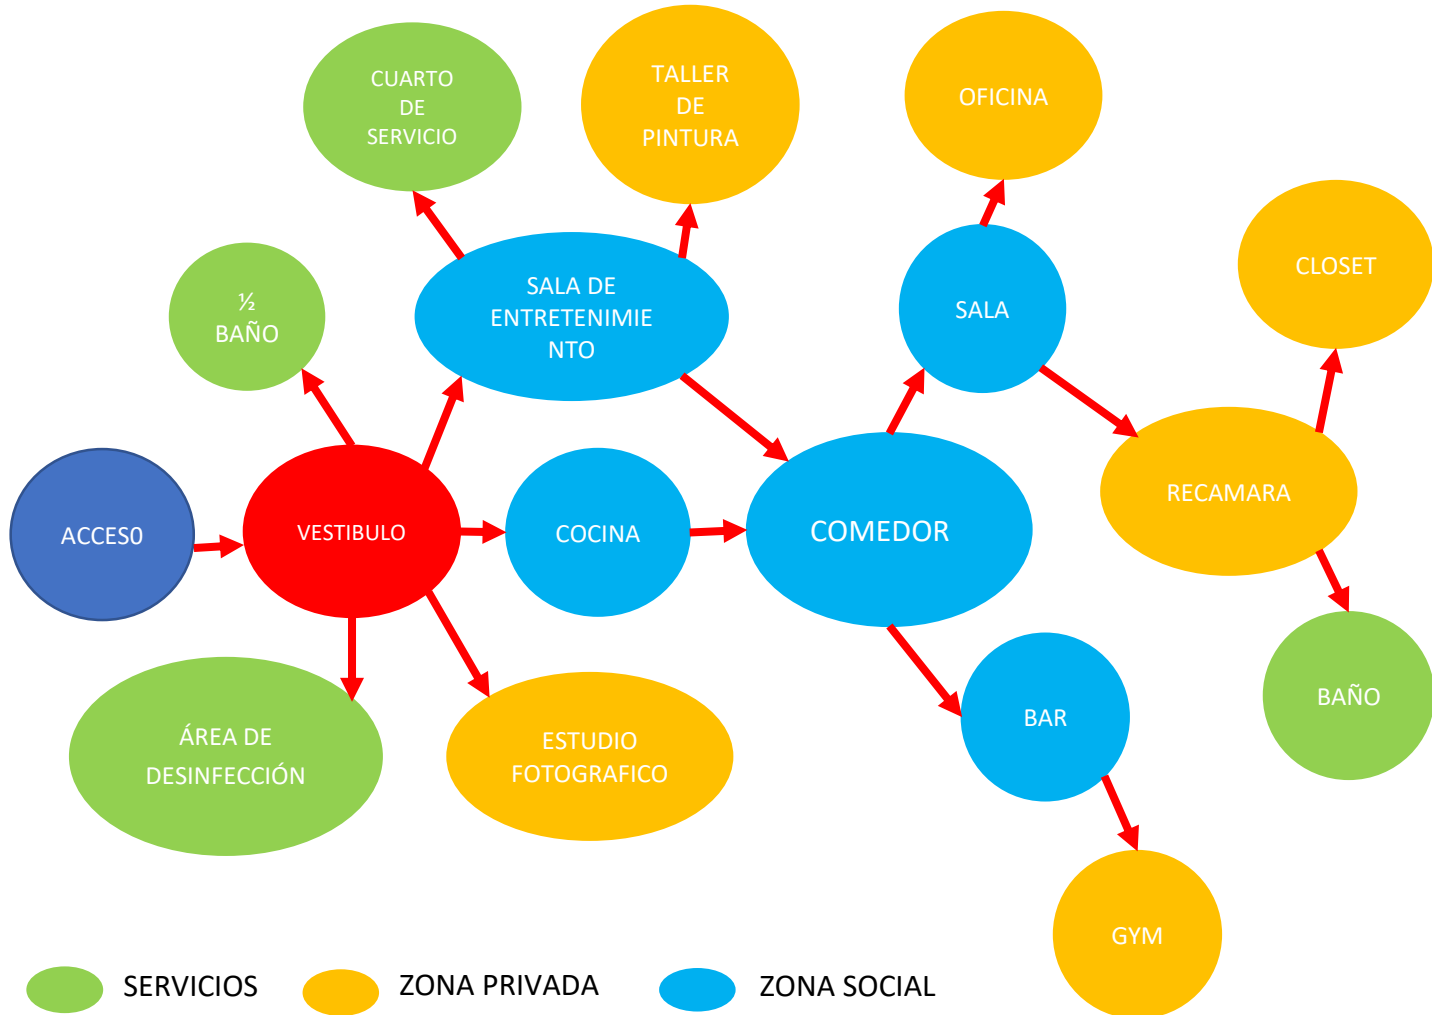 CUARTO
DE
SERVICIO
TALLER
DE
PINTURA
OFICINA
CLOSET
½
BAÑO
SALA DE
ENTRETENIMIE
NTO
SALA
ACCES0
VESTIBULO
COCINA
COMEDOR
RECAMARA
ÁREA DE
DESINFECCIÓN
ESTUDIO
FOTOGRAFICO
BAR
BAÑO
GYM
SERVICIOS
ZONA PRIVADA
ZONA SOCIAL